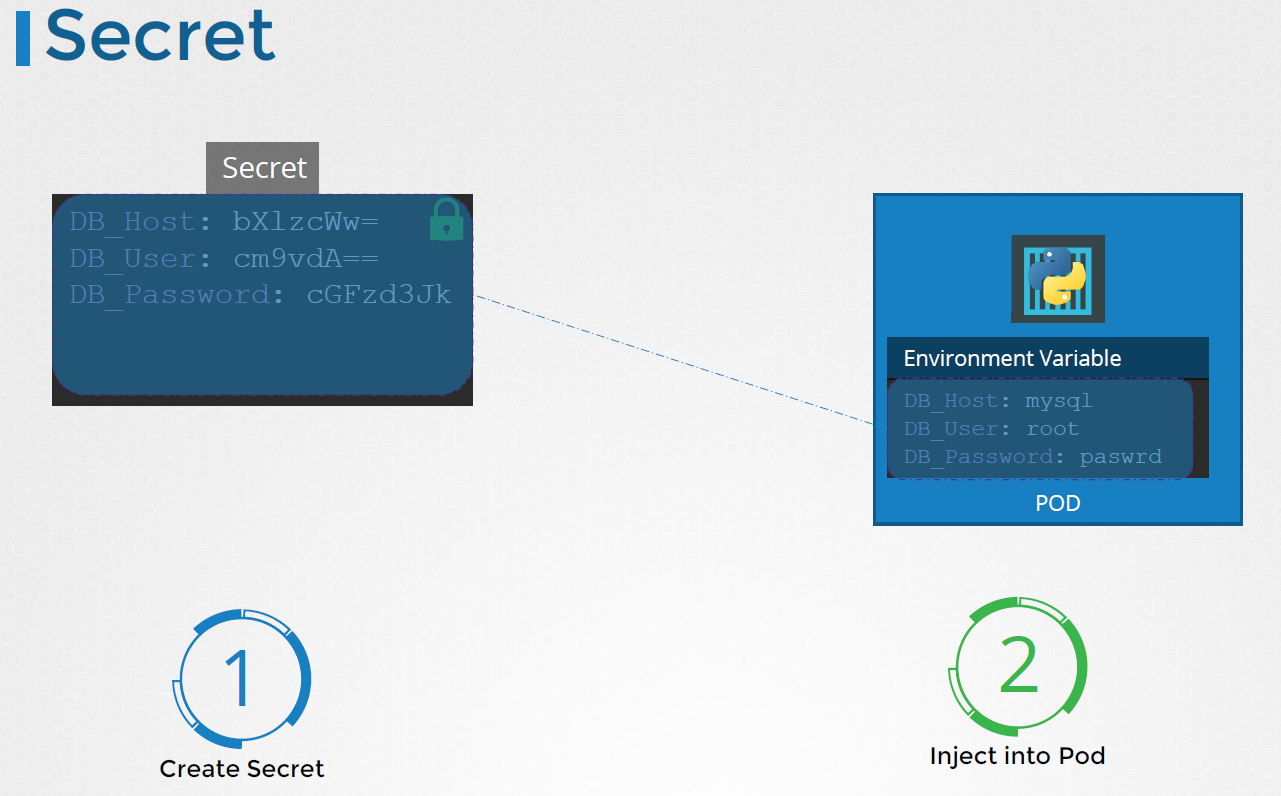 Secret
Secret
DB_Host: bXlzcWw=
DB_User: cm9vdA==
DB_Password: cGFzd3Jk
Environment Variable
DB_Host: mysql
DB_User: root
DB_Password: paswrd
POD
1
Create Secret
2
Inject into Pod